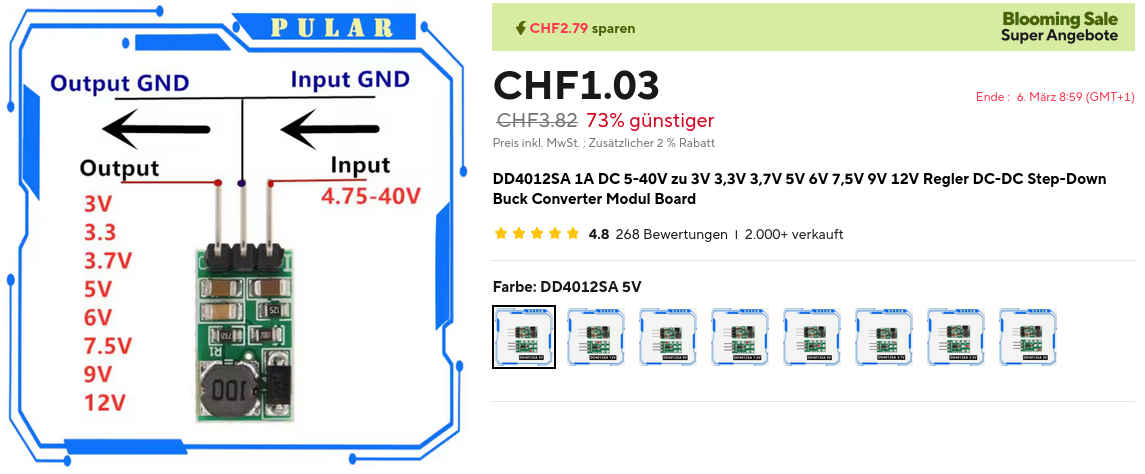 PULAR
Output GND
Input GND
Output
Input
4.75-40V
3V
3.3
3.7V
5V
6V
7.5V
9V
12V
R1
100
CHF2.79 sparen
Blooming Sale
Super Angebote
CHF1.03
Ende : 6. März 8:59 (GMT+1)
CHF3.82 73% günstiger
Preis inkl. MwSt. ; Zusätzlicher 2 % Rabatt
DD4012SA 1A DC 5-40V zu 3V 3,3V 3,7V 5V 6V 7,5V 9V 12V Regler DC-DC Step-Down
Buck Converter Modul Board
4.8 268 Bewertungen I 2.000+ verkauft
Farbe: DD4012SA 5V